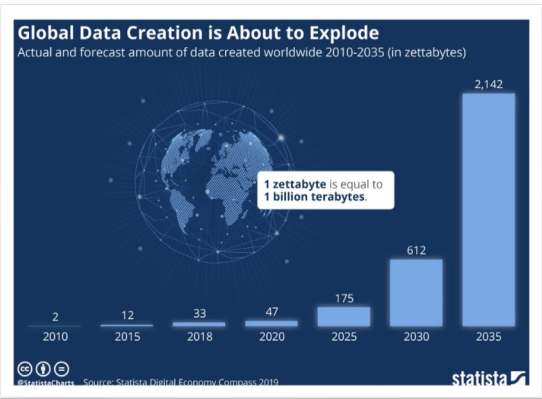 Global Data Creation is About to Explode
Actual and forecast amount of data created worldwide 2010-2035 (in zettabytes)
2,142
1 zettabyte is equal to
1 billion terabytes.
612
175
47
33
12
2
2010 2015 2018 2020 2025 2030 2035
@StatistaCharts Source: Statista Digital Economy Compass 2019
statista